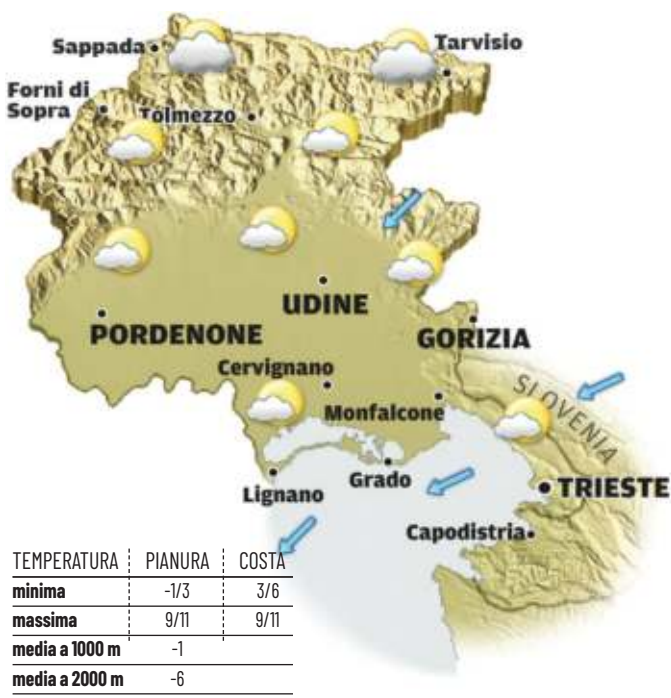 Sappada
Tarvisio
Forni di
Sopra
Tolmezzo
UDINE
PORDENONE
GORIZIA
Cervignano
SLOVENIA
Monfalcone
Grado
Lignano
TRIESTE
Capodistria
TEMPERATURA PIANURA COSTA
minima -1/3 3/6
massima 9/11 9/11
media a 1000 m -1
media a 2000 m -6